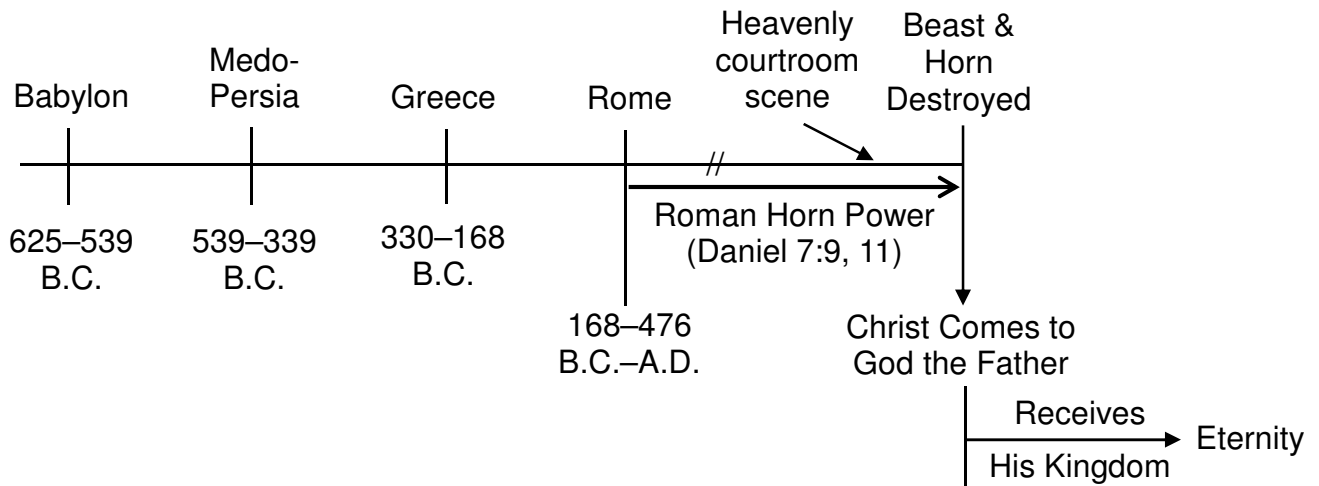 Babylon
Medo-
Persia
Greece
Rome
Heavenly
courtroom
scene
Beast &
Horn
Destroyed
//
625–539
B.C.
539–339
B.C.
330–168
B.C.
168–476
B.C.–A.D.
Roman Horn Power
(Daniel 7:9, 11)
Christ Comes to
God the Father
Receives
His Kingdom
Eternity